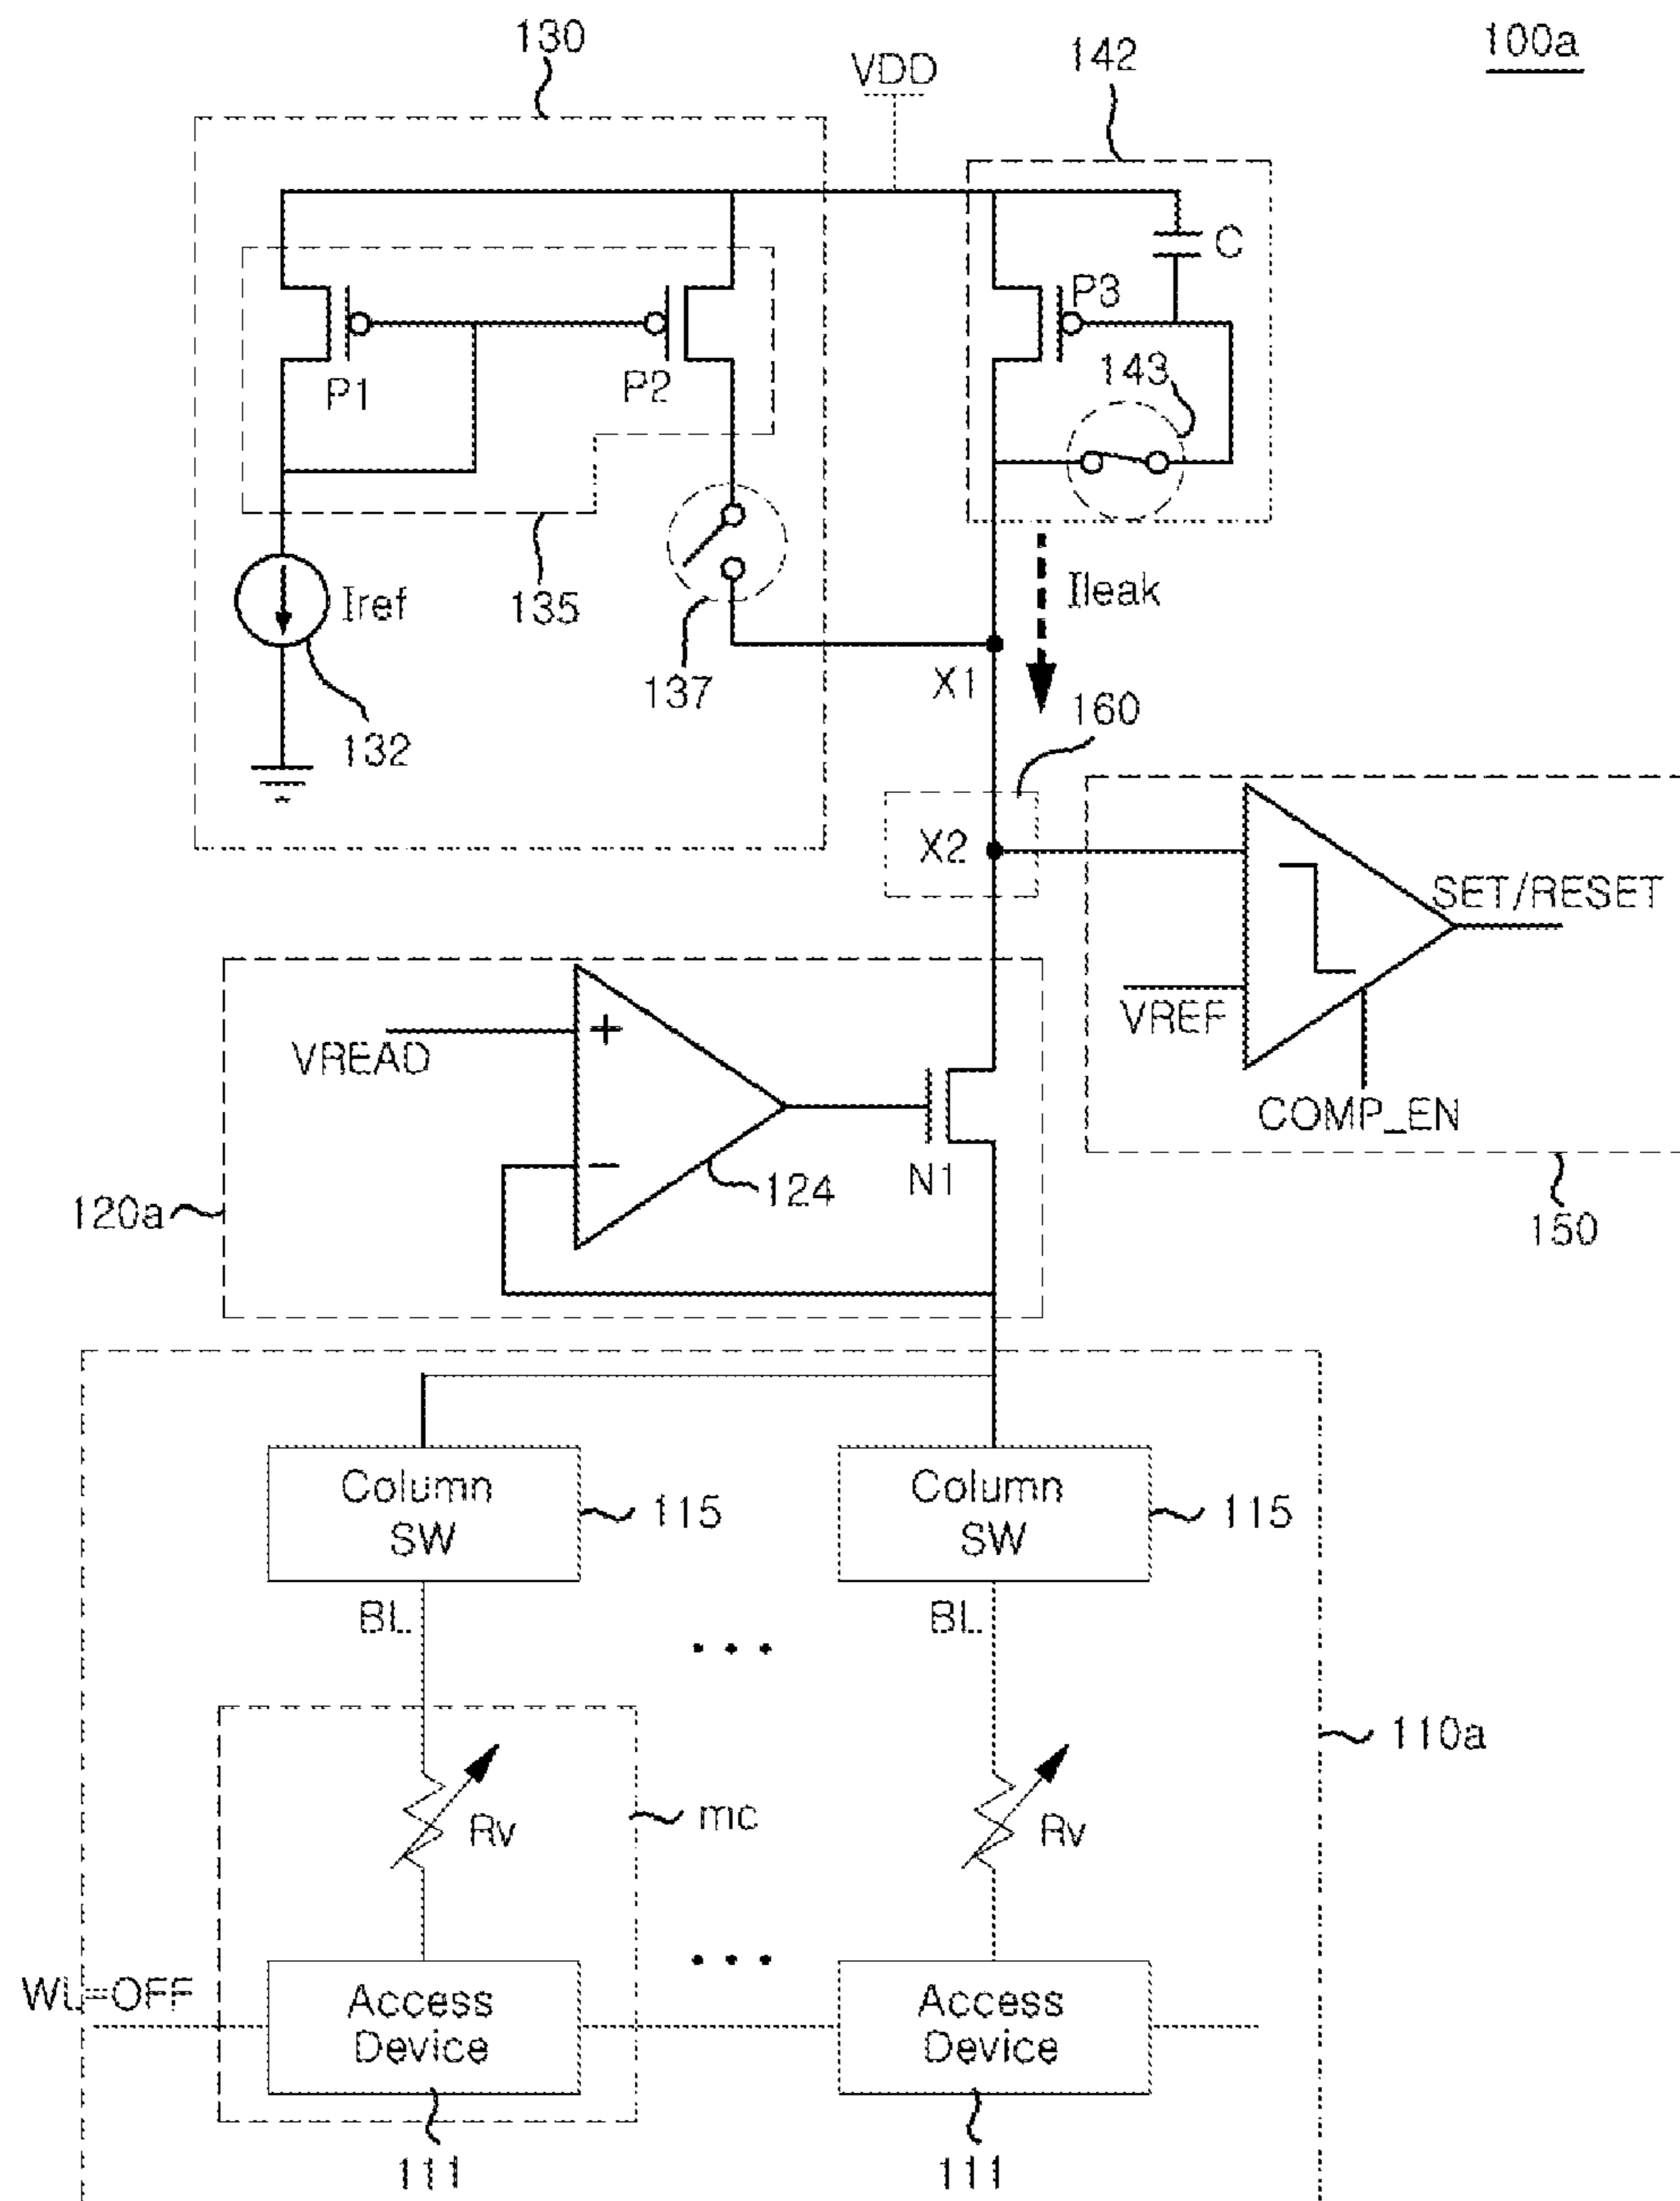 130
VDD
142
100a
C
P3
P1
P2
143
Iref
135
Ileak
137
X1
132
160
X2
SET/RESET
VREF
COMP_EN
VREAD
+
−
124
N1
120a
150
Column
SW
115
Column
SW
115
BL
BL
...
Rv
mc
Rv
110a
WL=OFF
Access
Device
...
Access
Device
111
111